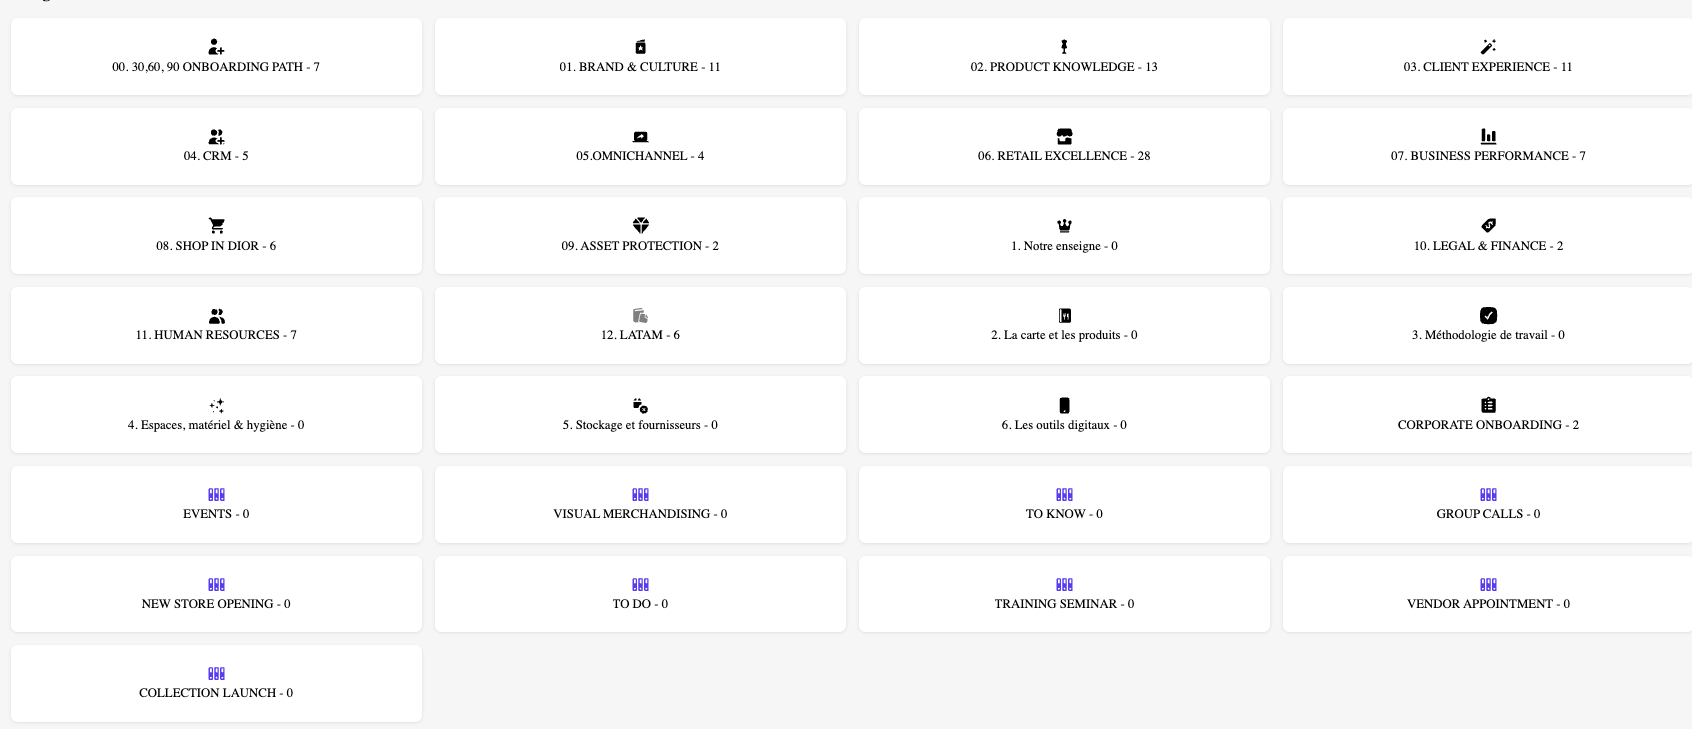 00. 30,60, 90 ONBOARDING PATH - 7
01. BRAND & CULTURE - 11
02. PRODUCT KNOWLEDGE - 13
03. CLIENT EXPERIENCE - 11
04. CRM - 5
05.OMNICHANNEL - 4
06. RETAIL EXCELLENCE - 28
07. BUSINESS PERFORMANCE - 7
08. SHOP IN DIOR - 6
09. ASSET PROTECTION - 2
1. Notre enseigne - 0
10. LEGAL & FINANCE - 2
11. HUMAN RESOURCES - 7
12. LATAM - 6
2. La carte et les produits - 0
3. Méthodologie de travail - 0
4. Espaces, matériel & hygiène - 0
5. Stockage et fournisseurs - 0
6. Les outils digitaux - 0
CORPORATE ONBOARDING - 2
EVENTS - 0
VISUAL MERCHANDISING - 0
TO KNOW - 0
GROUP CALLS - 0
NEW STORE OPENING - 0
TO DO - 0
TRAINING SEMINAR - 0
VENDOR APPOINTMENT - 0
COLLECTION LAUNCH - 0